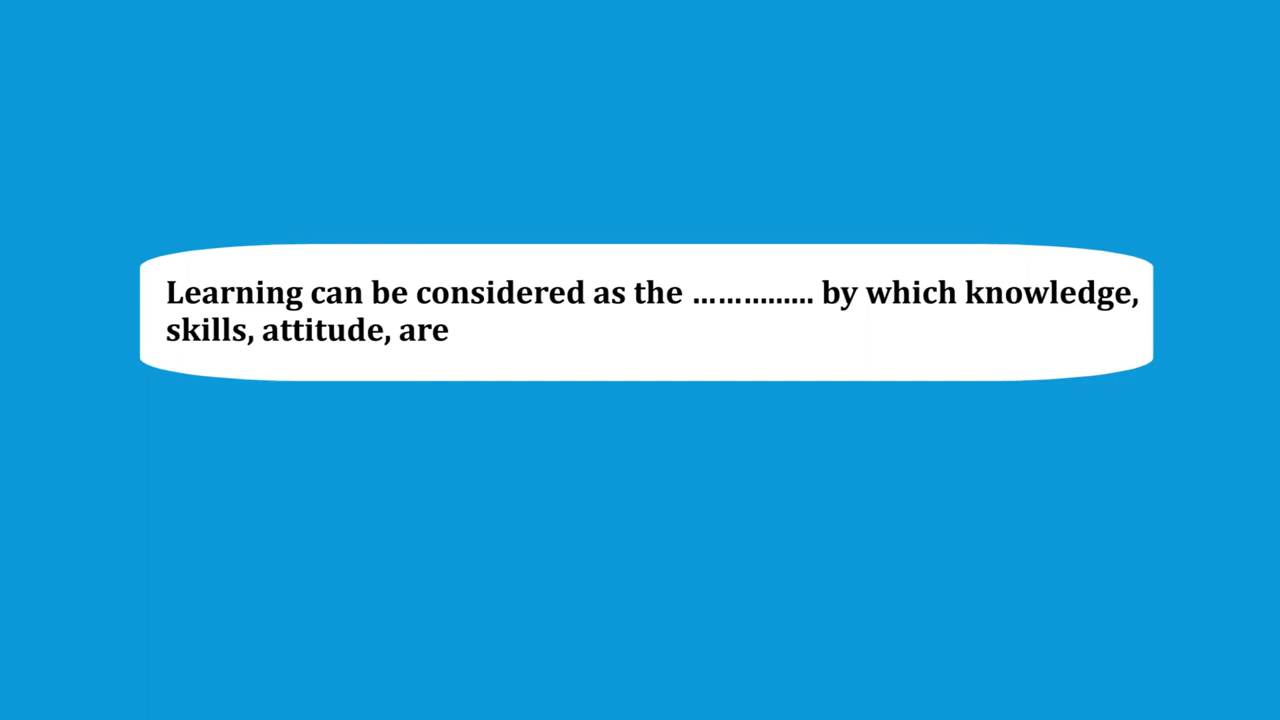 Learning can be considered as the ............... by which knowledge,
skills, attitude, are